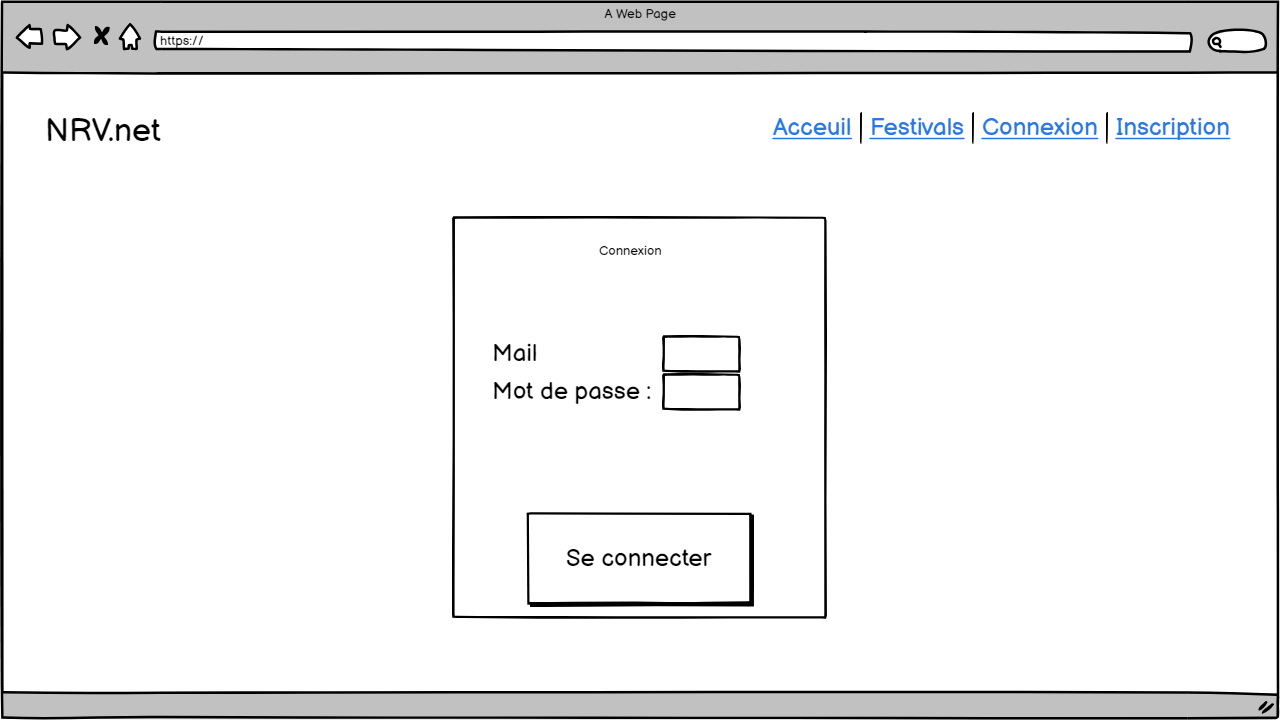 A Web Page
https://
NRV.net
Acceuil | Festivals | Connexion | Inscription
Connexion
Mail
Mot de passe :
Se connecter